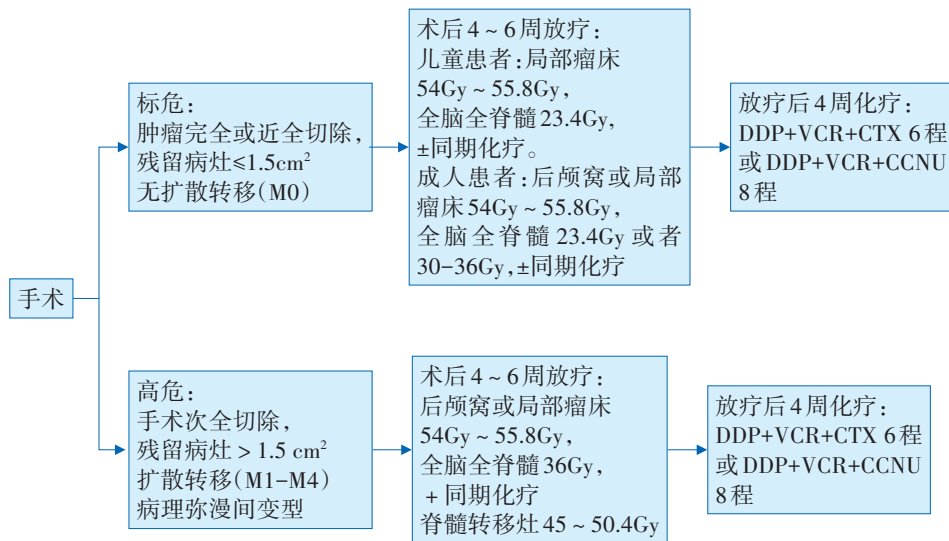 手术
标危：
肿瘤完全或近全切除，
残留病灶≤1.5cm²
无扩散转移(M0)
术后4～6周放疗：
儿童患者：局部瘤床
54Gy～55.8Gy，
全脑全脊髓23.4Gy，
±同期化疗。
成人患者：后颅窝或局部
瘤床54Gy～55.8Gy，
全脑全脊髓23.4Gy或者
30-36Gy，±同期化疗
放疗后4周化疗：
DDP+VCR+CTX 6程
或DDP+VCR+CCNU
8程
高危：
手术次全切除，
残留病灶＞1.5 cm²
扩散转移(M1-M4)
病理弥漫间变型
术后4～6周放疗：
后颅窝或局部瘤床
54Gy～55.8Gy，
全脑全脊髓36Gy，
+同期化疗
脊髓转移灶45～50.4Gy
放疗后4周化疗：
DDP+VCR+CTX 6程
或DDP+VCR+CCNU
8程